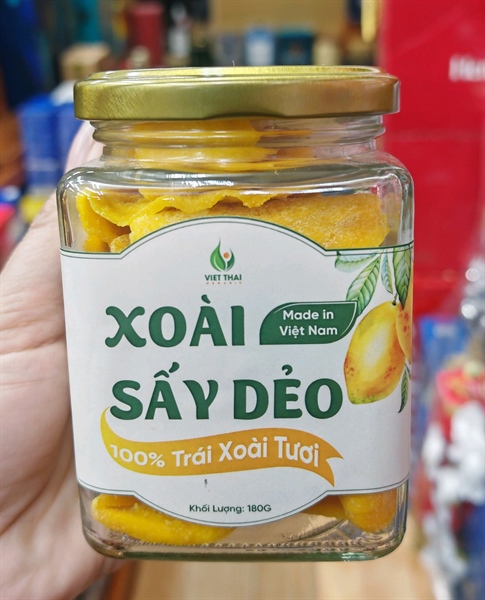 VIET THAI
ORGANIC
XOÀI
Made in
Việt Nam
SẤY DẺO
100% Trái Xoài Tươi
Khối Lượng: 180G